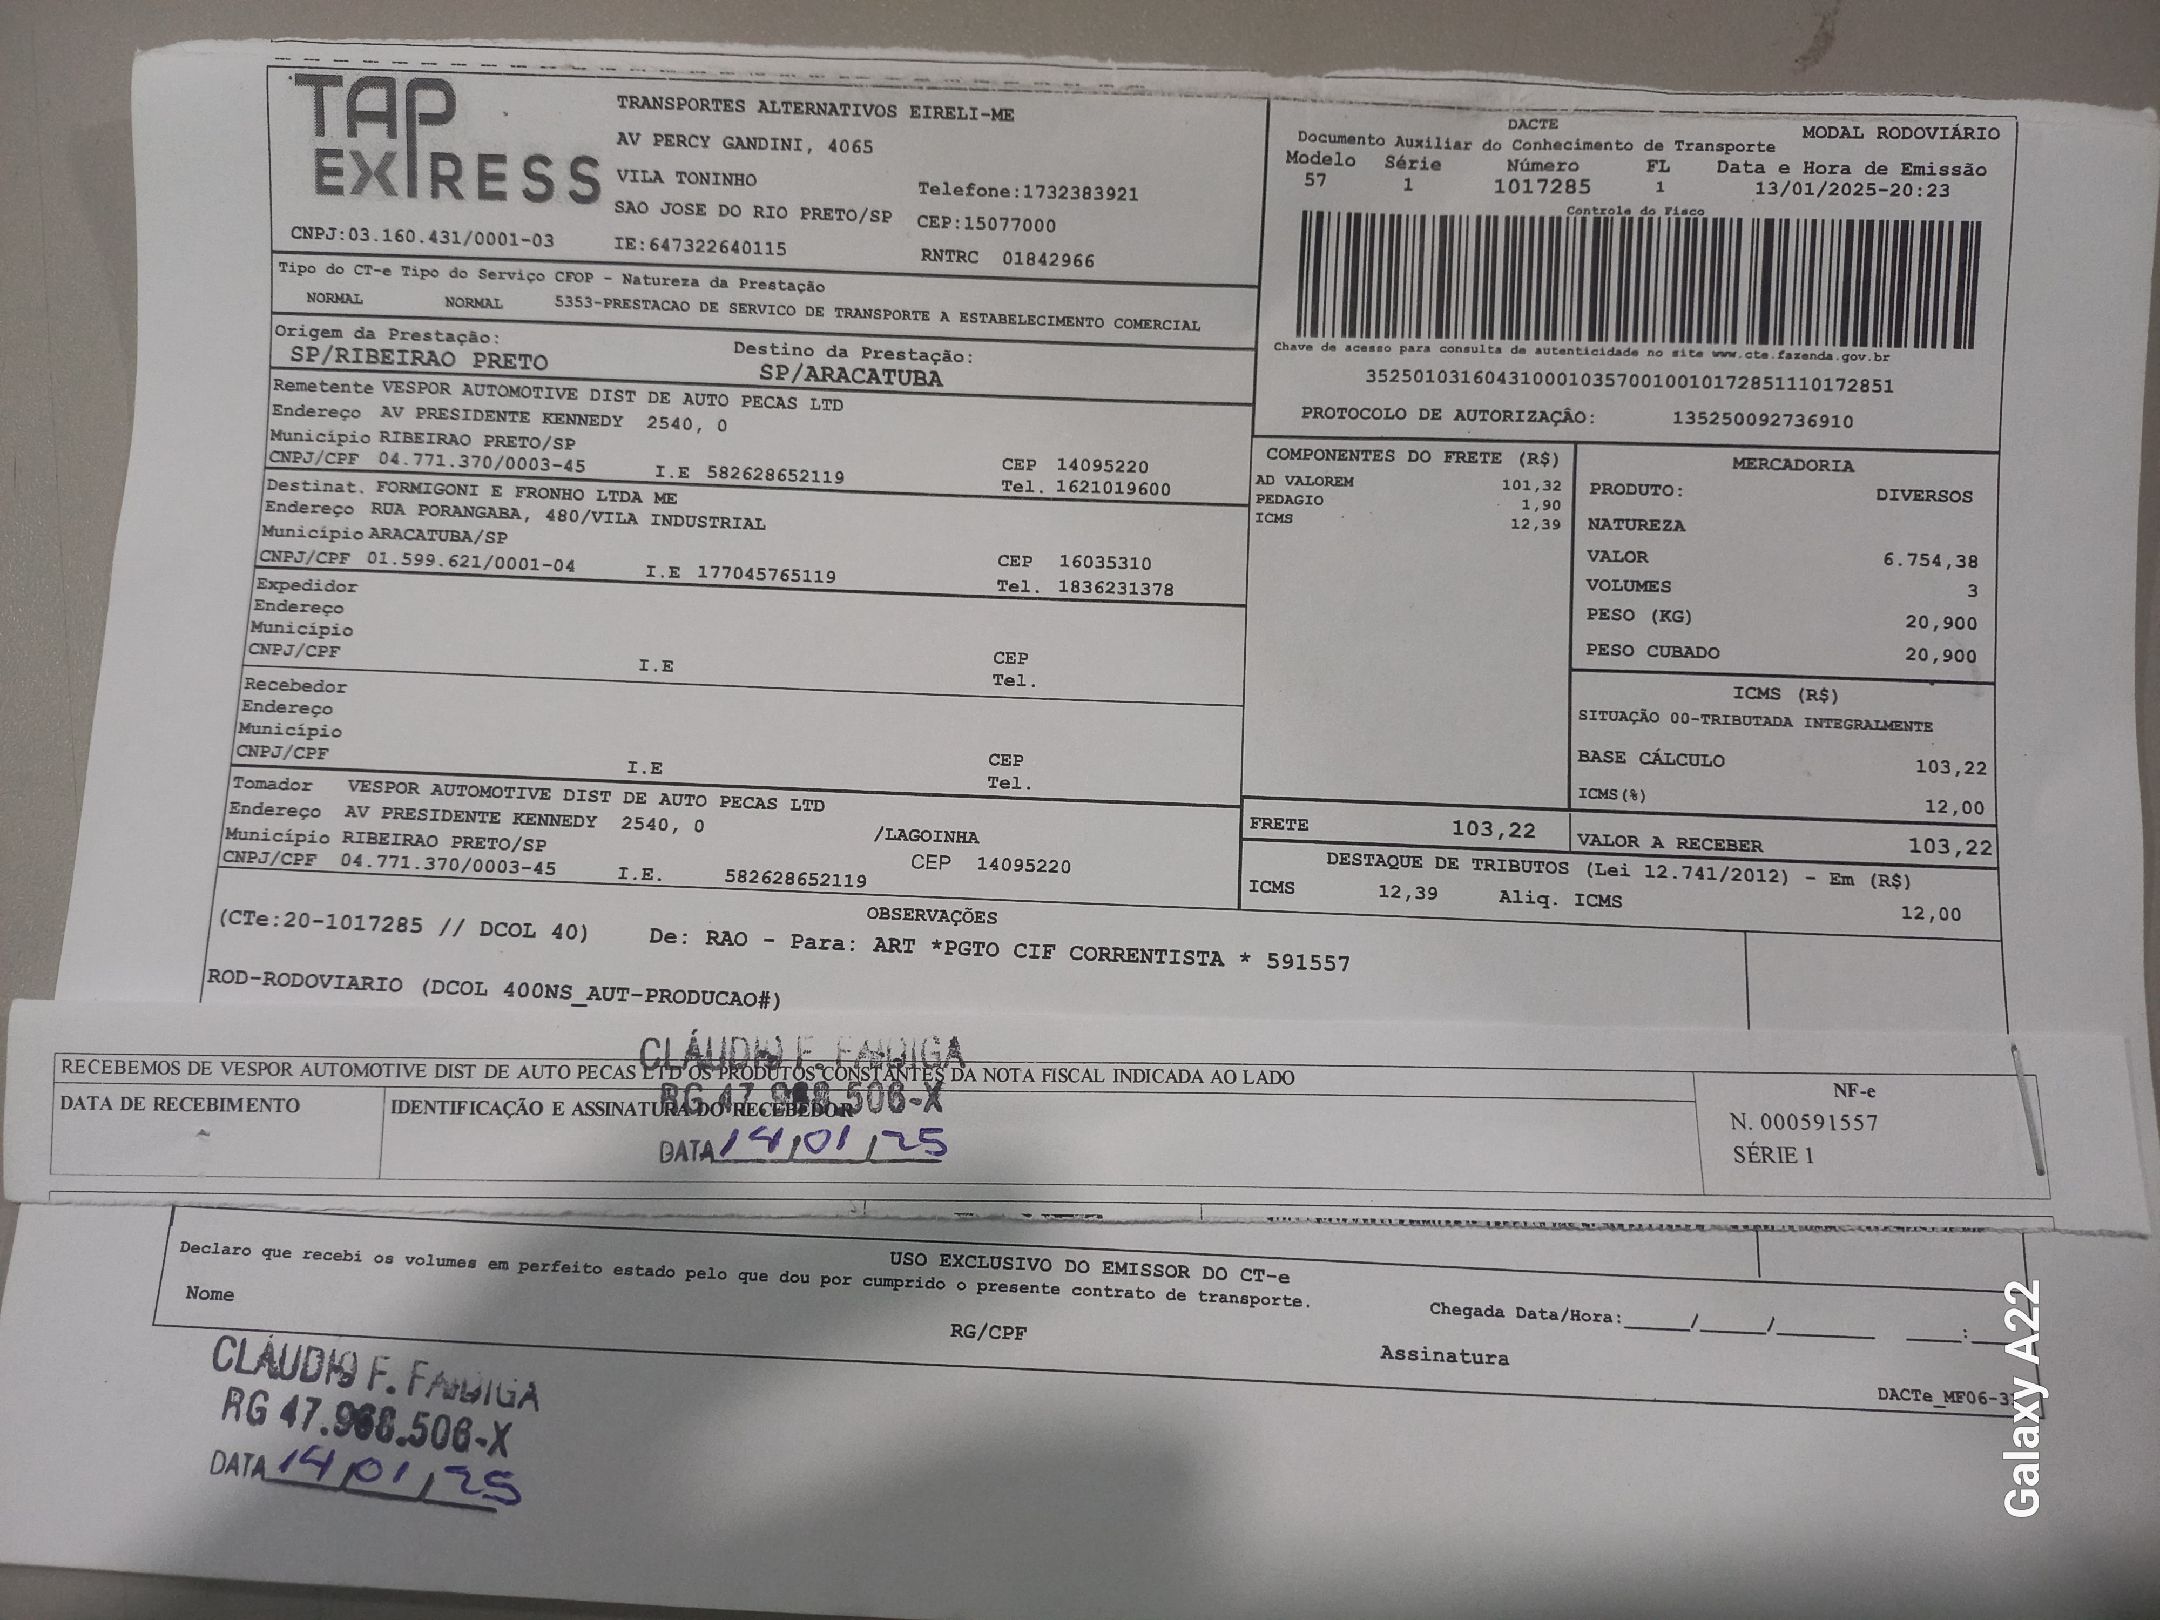 TAP EXPRESS
TRANSPORTES ALTERNATIVOS EIRELI-ME
AV PERCY GANDINI, 4065
VILA TONINHO
Telefone:1732383921
SAO JOSE DO RIO PRETO/SP CEP:15077000
CNPJ:03.160.431/0001-03 IE:647322640115 RNTRC 01842966
DACTE MODAL RODOVIÁRIO
Documento Auxiliar do Conhecimento de Transporte
Modelo Série Número FL Data e Hora de Emissão
57 1 1017285 1 13/01/2025-20:23
Controle do Fisco
Chave de acesso para consulta de autenticidade no site www.cte.fazenda.gov.br
35250103160431000103570010010172851110172851
PROTOCOLO DE AUTORIZAÇÂO: 135250092736910
Tipo do CT-e Tipo do Serviço CFOP - Natureza da Prestação
NORMAL NORMAL 5353-PRESTACAO DE SERVICO DE TRANSPORTE A ESTABELECIMENTO COMERCIAL
Origem da Prestação: Destino da Prestação:
SP/RIBEIRAO PRETO SP/ARACATUBA
Remetente VESPOR AUTOMOTIVE DIST DE AUTO PECAS LTD
Endereço AV PRESIDENTE KENNEDY 2540, 0
Município RIBEIRAO PRETO/SP CEP 14095220
CNPJ/CPF 04.771.370/0003-45 I.E 582628652119 Tel. 1621019600
Destinat. FORMIGONI E FRONHO LTDA ME
Endereço RUA PORANGABA, 480/VILA INDUSTRIAL
Município ARACATUBA/SP CEP 16035310
CNPJ/CPF 01.599.621/0001-04 I.E 177045765119 Tel. 1836231378
Expedidor
Endereço
Município CEP
CNPJ/CPF I.E Tel.
Recebedor
Endereço
Município CEP
CNPJ/CPF I.E Tel.
Tomador VESPOR AUTOMOTIVE DIST DE AUTO PECAS LTD
Endereço AV PRESIDENTE KENNEDY 2540, 0 /LAGOINHA
Município RIBEIRAO PRETO/SP CEP 14095220
CNPJ/CPF 04.771.370/0003-45 I.E. 582628652119
COMPONENTES DO FRETE (R$)
AD VALOREM 101,32
PEDAGIO 1,90
ICMS 12,39
MERCADORIA
PRODUTO: DIVERSOS
NATUREZA
VALOR 6.754,38
VOLUMES 3
PESO (KG) 20,900
PESO CUBADO 20,900
ICMS (R$)
SITUAÇÃO 00-TRIBUTADA INTEGRALMENTE
BASE CÁLCULO 103,22
ICMS(%) 12,00
FRETE 103,22 VALOR A RECEBER 103,22
DESTAQUE DE TRIBUTOS (Lei 12.741/2012) - Em (R$)
ICMS 12,39 Aliq. ICMS 12,00
OBSERVAÇÕES
(CTe:20-1017285 // DCOL 40) De: RAO - Para: ART *PGTO CIF CORRENTISTA * 591557
ROD-RODOVIARIO (DCOL 400NS_AUT-PRODUCAO#)
CLÁUDIO F. FAIDIGA
RECEBEMOS DE VESPOR AUTOMOTIVE DIST DE AUTO PECAS LTD OS PRODUTOS CONSTANTES DA NOTA FISCAL INDICADA AO LADO
RG 47.968.506-X
DATA DE RECEBIMENTO IDENTIFICAÇÃO E ASSINATURA DO RECEBEDOR
DATA 14/01/25
NF-e
N. 000591557
SÉRIE 1
USO EXCLUSIVO DO EMISSOR DO CT-e
Declaro que recebi os volumes em perfeito estado pelo que dou por cumprido o presente contrato de transporte.
Nome RG/CPF Assinatura Chegada Data/Hora:_____/_____/_______ ____:___
DACTe_MF06-3
CLÁUDIO F. FAIDIGA
RG 47.968.506-X
DATA 14/01/25
Galaxy A22